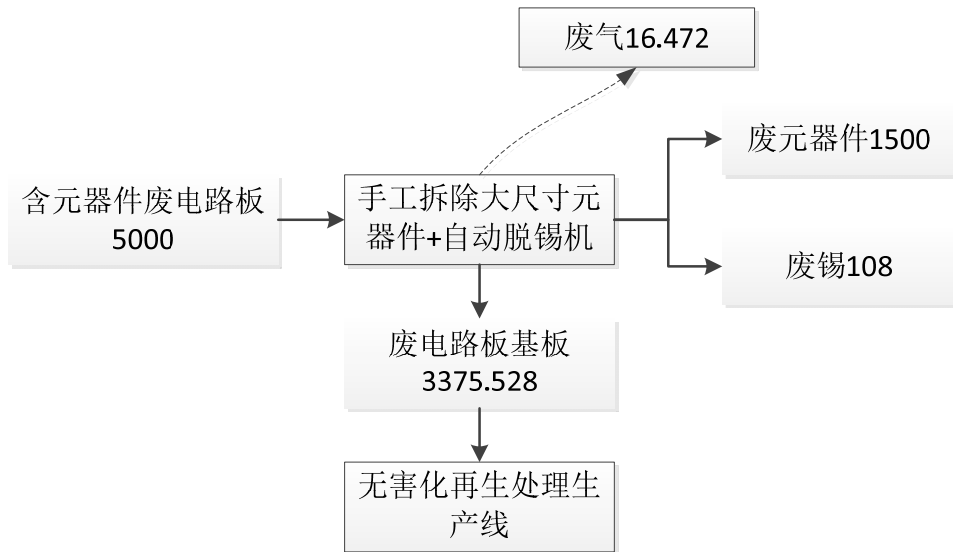 废气16.472
废元器件1500
含元器件废电路板
5000
手工拆除大尺寸元
器件+自动脱锡机
废锡108
废电路板基板
3375.528
无害化再生处理生
产线